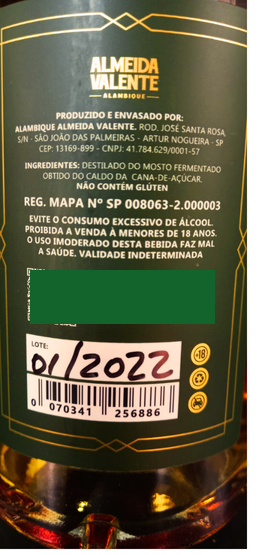 ALMEIDA
VALENTE
ALAMBIQUE
PRODUZIDO E ENVASADO POR:
ALAMBIQUE ALMEIDA VALENTE. ROD. JOSÉ SANTA ROSA,
S/N - SÃO JOÃO DAS PALMEIRAS - ARTUR NOGUEIRA - SP
CEP: 13169-899 - CNPJ: 41.784.629/0001-57
INGREDIENTES: DESTILADO DO MOSTO FERMENTADO
OBTIDO DO CALDO DA CANA-DE-AÇÚCAR.
NÃO CONTÉM GLÚTEN
REG. MAPA Nº SP 008063-2.000003
EVITE O CONSUMO EXCESSIVO DE ÁLCOOL.
PROIBIDA A VENDA À MENORES DE 18 ANOS.
O USO IMODERADO DESTA BEBIDA FAZ MAL
A SAÚDE. VALIDADE INDETERMINADA
LOTE:
01/2022
+18
0 070341 256886